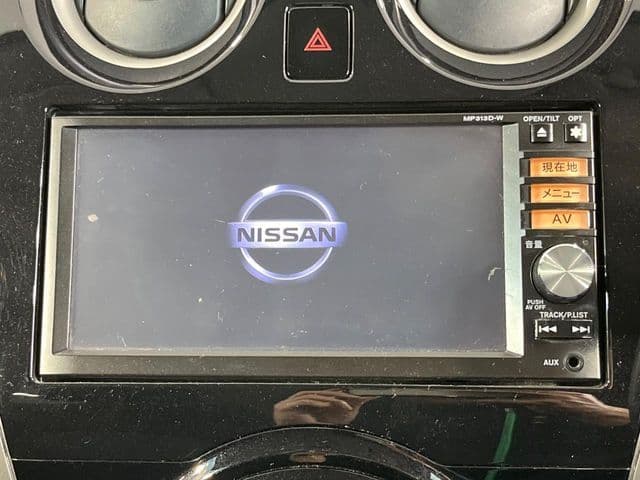 MP313D-W
OPEN/TILT OPT
現在地
メニュー
AV
音量
NISSAN
PUSH
AV OFF
TRACK/P.LIST
AUX